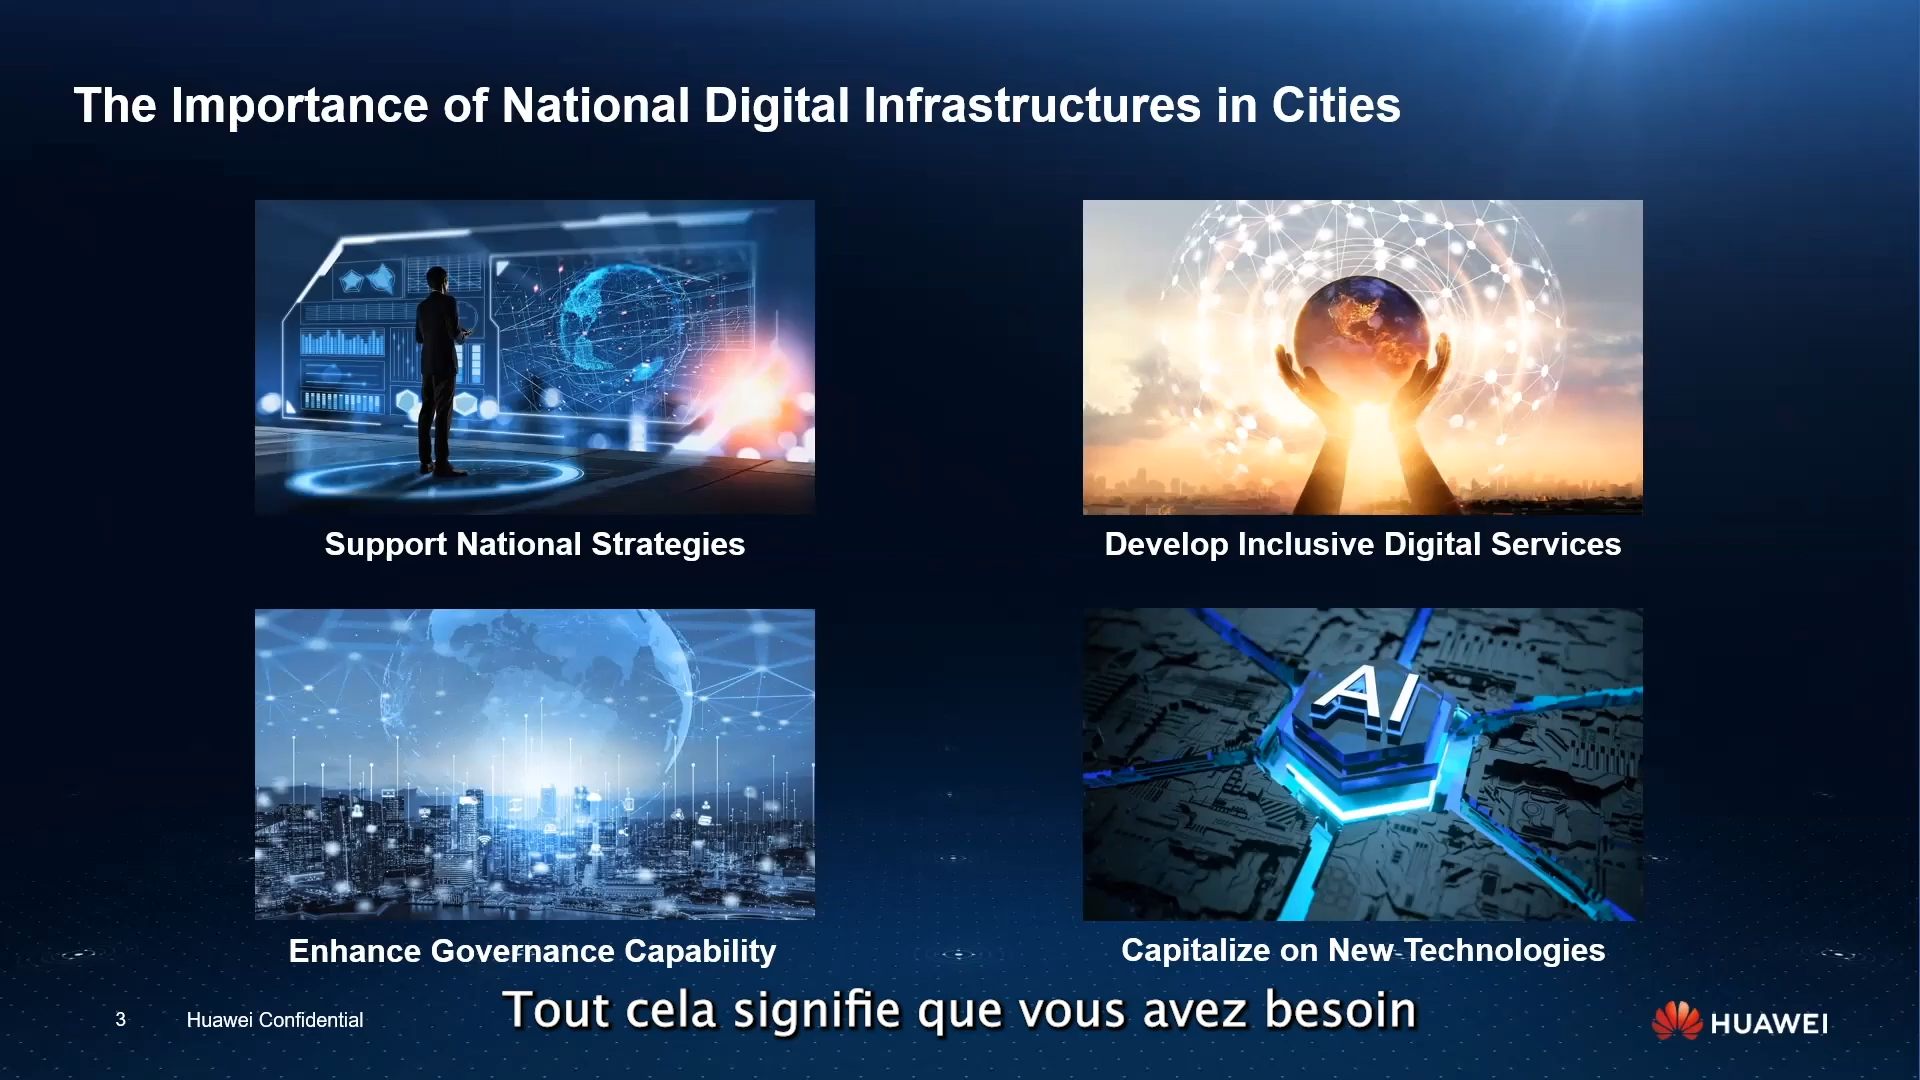 The Importance of National Digital Infrastructures in Cities
Support National Strategies
Develop Inclusive Digital Services
AI
Enhance Governance Capability
Capitalize on New Technologies
Tout cela signifie que vous avez besoin
3
Huawei Confidential
HUAWEI